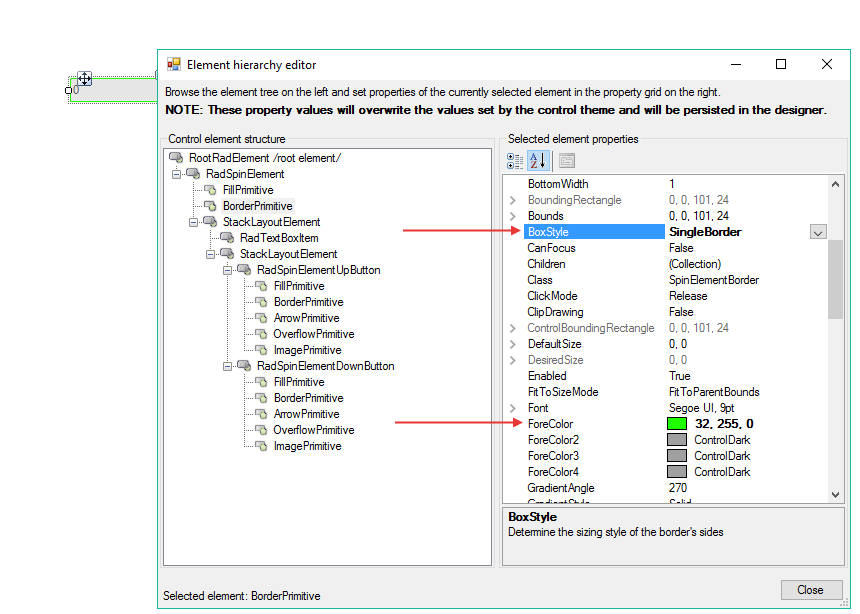 Element hierarchy editor
Browse the element tree on the left and set properties of the currently selected element in the property grid on the right.
NOTE: These property values will overwrite the values set by the control theme and will be persisted in the designer.
0
Control element structure
RootRadElement /root element/
RadSpinElement
FillPrimitive
BorderPrimitive
StackLayoutElement
RadTextBoxItem
StackLayoutElement
RadSpinElementUpButton
FillPrimitive
BorderPrimitive
ArrowPrimitive
OverflowPrimitive
ImagePrimitive
RadSpinElementDownButton
FillPrimitive
BorderPrimitive
ArrowPrimitive
OverflowPrimitive
ImagePrimitive
Selected element properties
BottomWidth 1
BoundingRectangle 0, 0, 101, 24
Bounds 0, 0, 101, 24
BoxStyle SingleBorder
CanFocus False
Children (Collection)
Class SpinElementBorder
ClickMode Release
ClipDrawing False
ControlBoundingRectangle 0, 0, 101, 24
DefaultSize 0, 0
DesiredSize 0, 0
Enabled True
FitToSizeMode FitToParentBounds
Font Segoe UI, 9pt
ForeColor 32, 255, 0
ForeColor2 ControlDark
ForeColor3 ControlDark
ForeColor4 ControlDark
GradientAngle 270
GradientStyle Solid
BoxStyle
Determine the sizing style of the border's sides
Selected element: BorderPrimitive
Close